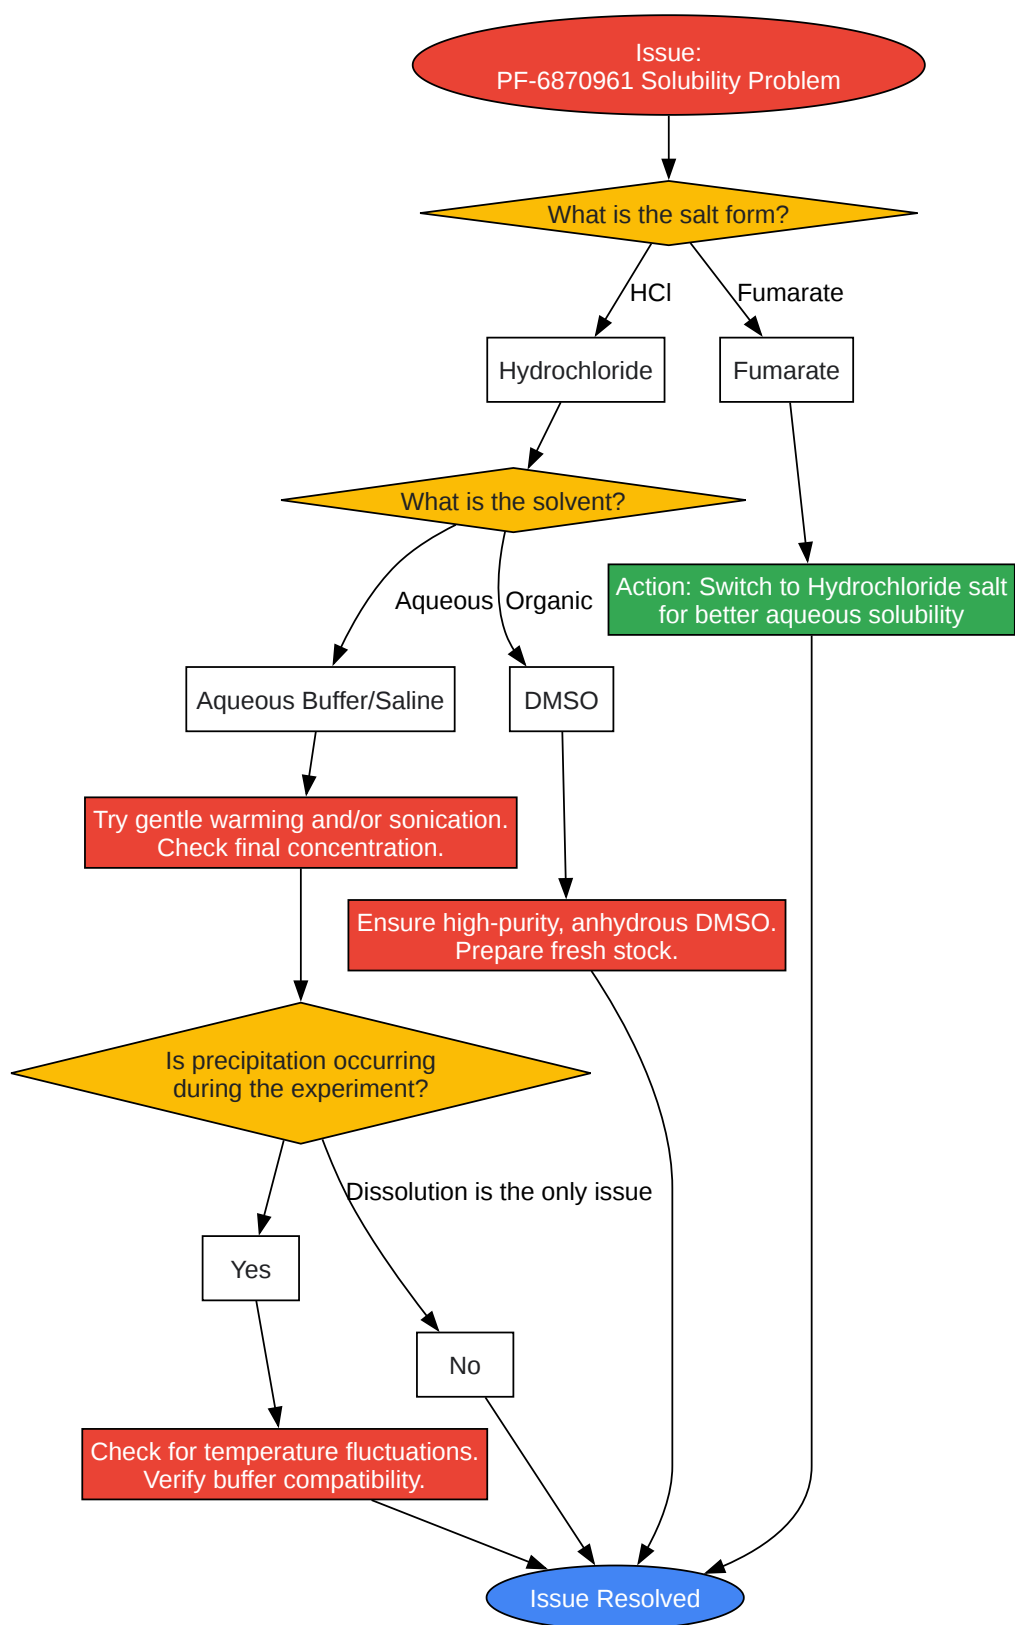 Issue:
PF-6870961 Solubility Problem
What is the salt form?
HCl
Fumarate
Hydrochloride
Fumarate
What is the solvent?
Aqueous
Organic
Action: Switch to Hydrochloride salt
for better aqueous solubility
Aqueous Buffer/Saline
DMSO
Try gentle warming and/or sonication.
Check final concentration.
Ensure high-purity, anhydrous DMSO.
Prepare fresh stock.
Is precipitation occurring
during the experiment?
Dissolution is the only issue
Yes
No
Check for temperature fluctuations.
Verify buffer compatibility.
Issue Resolved